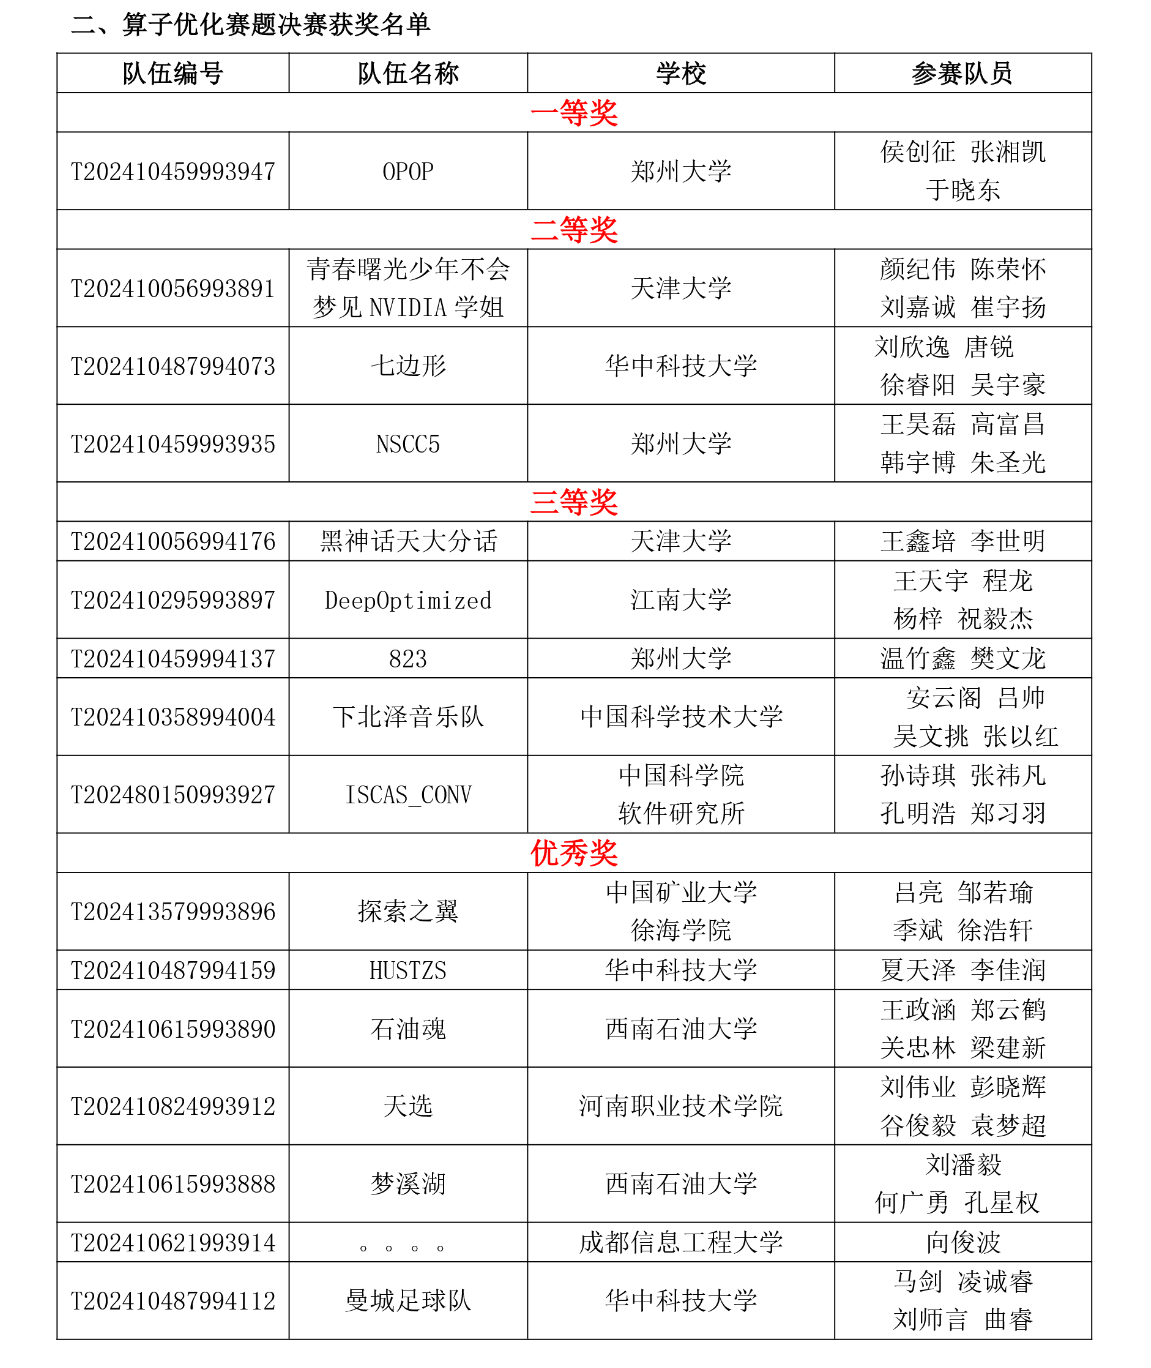 二、算子优化赛题决赛获奖名单
队伍编号 队伍名称 学校 参赛队员
一等奖
T202410459993947 OPOP 郑州大学 侯创征 张湘凯
于晓东
二等奖
T202410056993891 青春曙光少年不会 天津大学 颜纪伟 陈荣怀
梦见 NVIDIA 学姐 刘嘉诚 崔宇扬
T202410487994073 七边形 华中科技大学 刘欣逸 唐锐
徐睿阳 吴宇豪
T202410459993935 NSCC5 郑州大学 王昊磊 高富昌
韩宇博 朱圣光
三等奖
T202410056994176 黑神话天大分话 天津大学 王鑫培 李世明
T202410295993897 DeepOptimized 江南大学 王天宇 程龙
杨梓 祝毅杰
T202410459994137 823 郑州大学 温竹鑫 樊文龙
T202410358994004 下北泽音乐队 中国科学技术大学 安云阁 吕帅
吴文挑 张以红
T202480150993927 ISCAS_CONV 中国科学院 孙诗琪 张祎凡
软件研究所 孔明浩 郑习羽
优秀奖
T202413579993896 探索之翼 中国矿业大学 吕亮 邹若瑜
徐海学院 季斌 徐浩轩
T202410487994159 HUSTZS 华中科技大学 夏天泽 李佳润
T202410615993890 石油魂 西南石油大学 王政涵 郑云鹤
关忠林 梁建新
T202410824993912 天选 河南职业技术学院 刘伟业 彭晓辉
谷俊毅 袁梦超
T202410615993888 梦溪湖 西南石油大学 刘潘毅
何广勇 孔星权
T202410621993914 。。。。 成都信息工程大学 向俊波
T202410487994112 曼城足球队 华中科技大学 马剑 凌诚睿
刘师言 曲睿